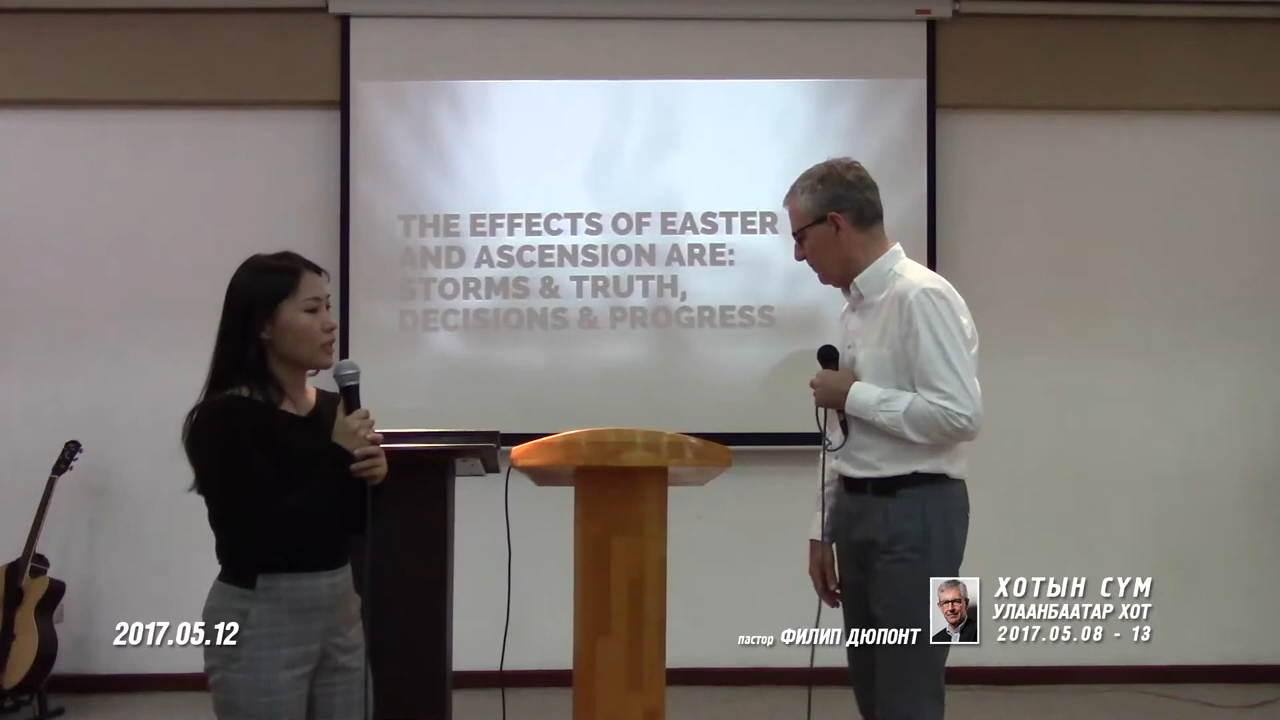 THE EFFECTS OF EASTER
AND ASCENSION ARE:
STORMS & TRUTH,
DECISIONS & PROGRESS
2017.05.12
пастор ФИЛИП ДЮПОНТ
ХОТЫН СҮМ
УЛААНБААТАР ХОТ
2017.05.08 - 13